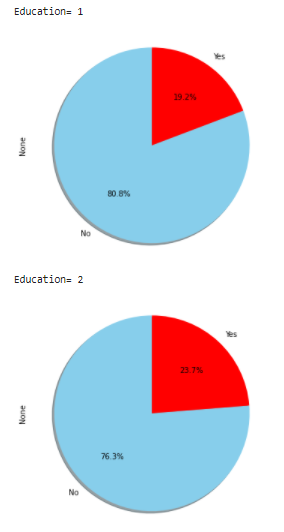 Education= 1
Yes
19.2%
None
80.8%
No
Education= 2
Yes
23.7%
None
76.3%
No